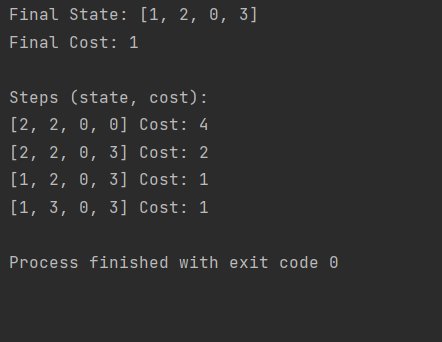 Final State: [1, 2, 0, 3]
Final Cost: 1
Steps (state, cost):
[2, 2, 0, 0] Cost: 4
[2, 2, 0, 3] Cost: 2
[1, 2, 0, 3] Cost: 1
[1, 3, 0, 3] Cost: 1
Process finished with exit code 0